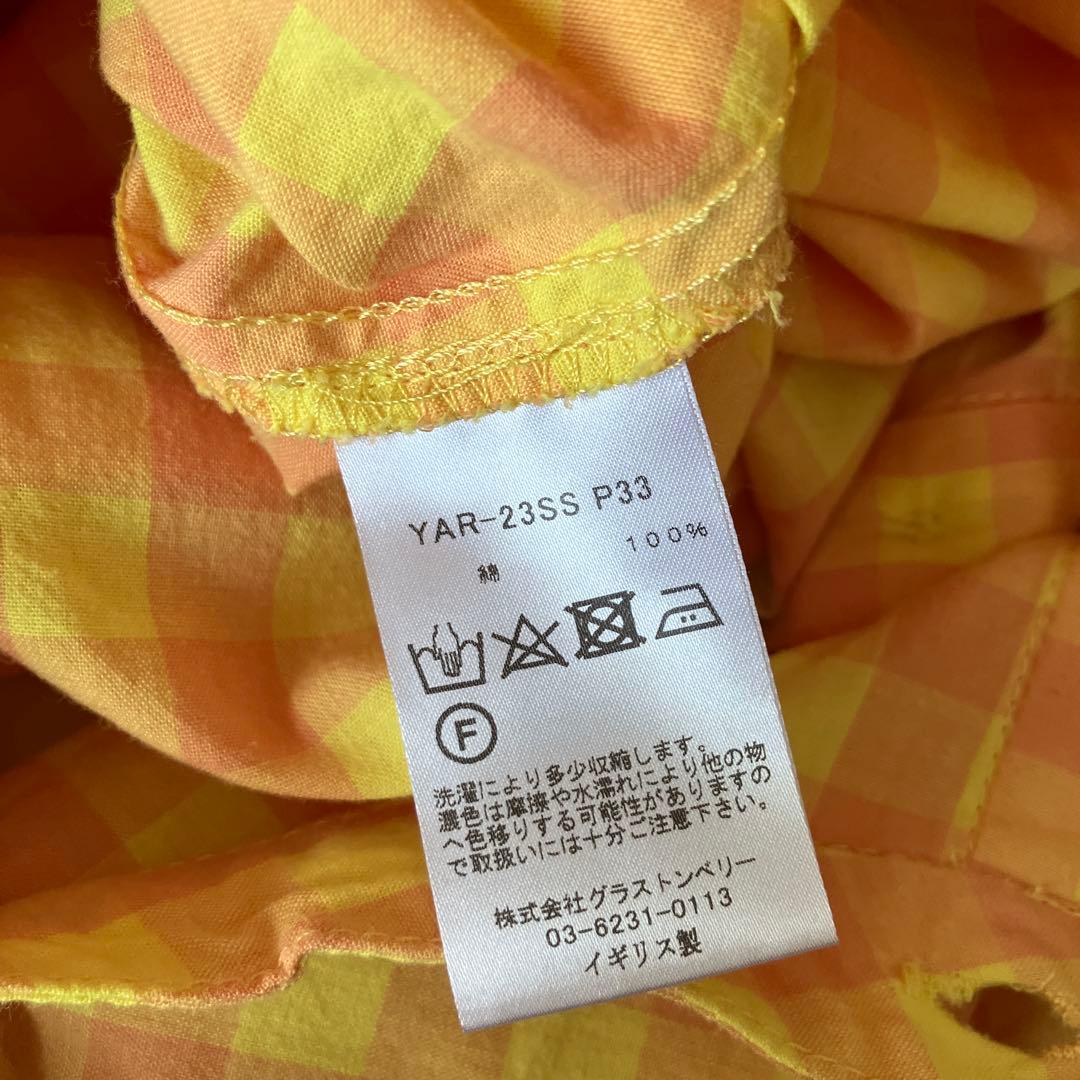 YAR-23SS P33
綿 100%
F
洗濯により多少収縮します。
濃色は摩擦や水濡れにより他の物
へ色移りする可能性がありますの
で取扱いには十分ご注意下さい。
株式会社グラストンベリー
03-6231-0113
イギリス製